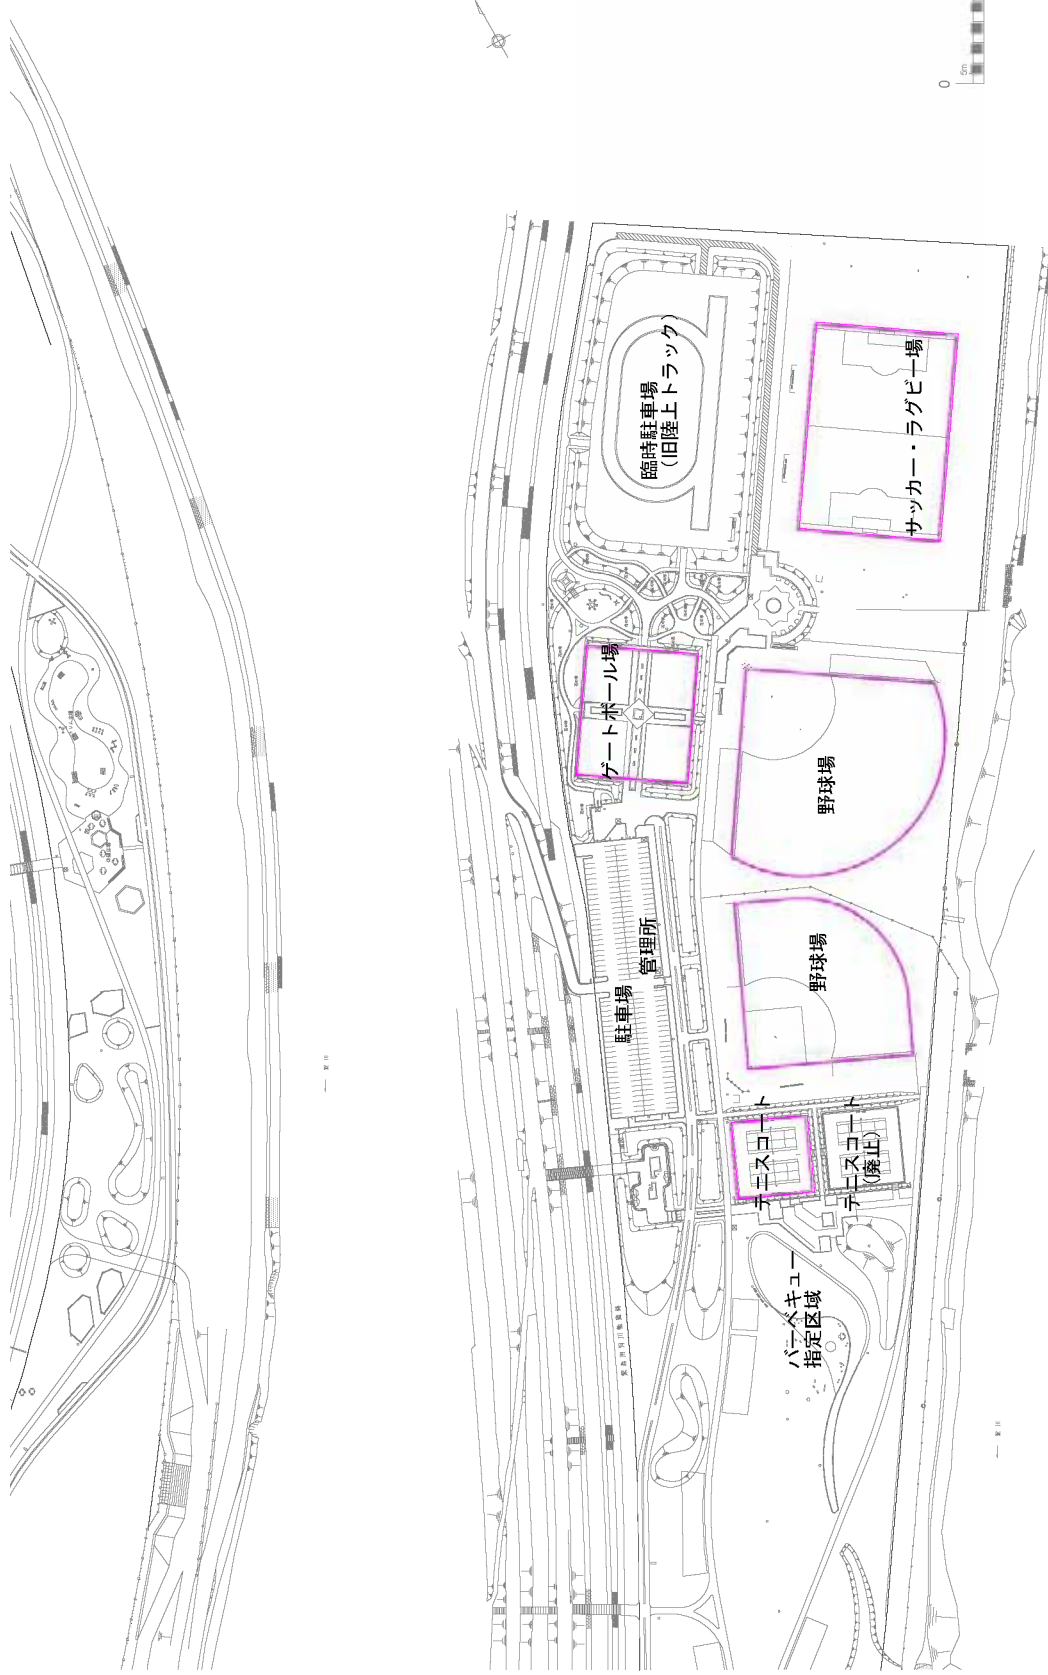 0
5m
臨時駐車場
(旧陸上トラック)
サッカー・ラグビー場
ゲートボール場
野球場
管理所
駐車場
野球場
テニスコート
テニスコート
(廃止)
バーベキュー
指定区域